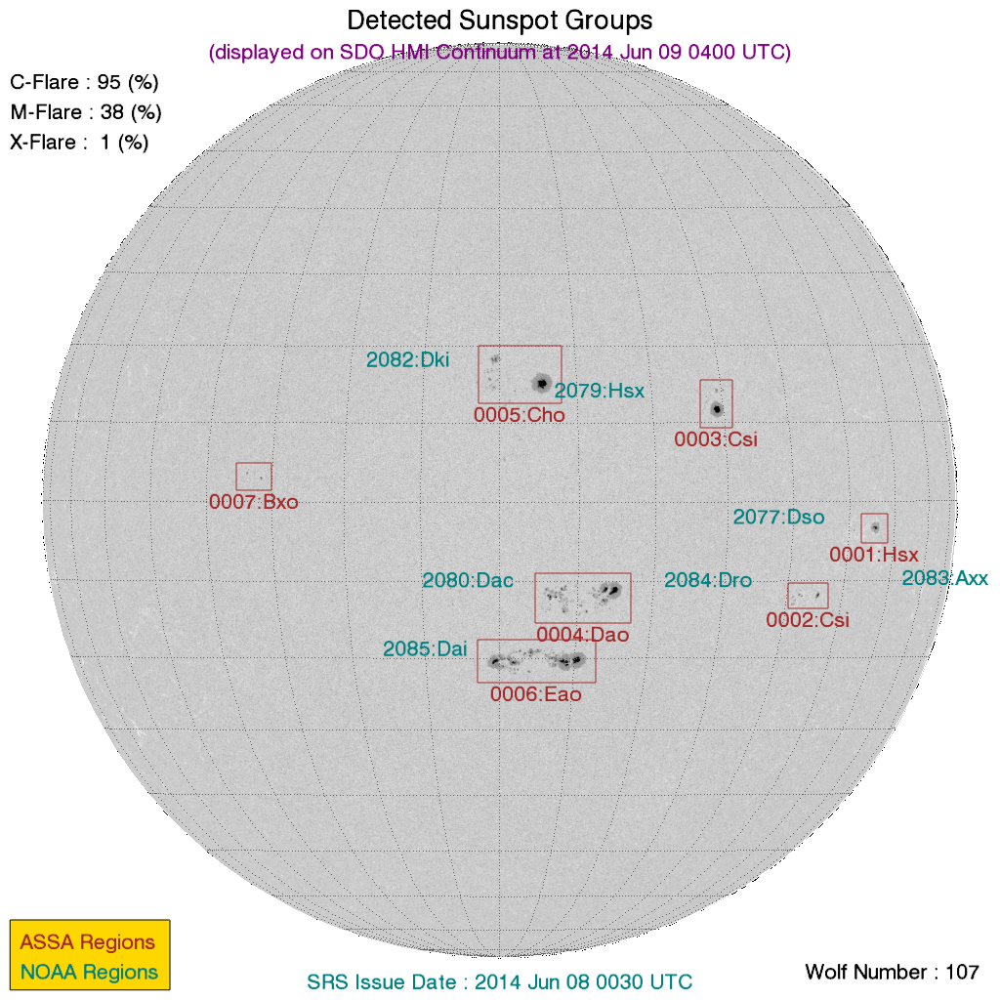 Detected Sunspot Groups
(displayed on SDO HMI Continuum at 2014 Jun 09 0400 UTC)
C-Flare : 95 (%)
M-Flare : 38 (%)
X-Flare : 1 (%)
2082:Dki
2079:Hsx
0005:Cho
0003:Csi
0007:Bxo
2077:Dso
0001:Hsx
2080:Dac
2084:Dro
2083:Axx
0002:Csi
0004:Dao
2085:Dai
0006:Eao
ASSA Regions
NOAA Regions
SRS Issue Date : 2014 Jun 08 0030 UTC
Wolf Number : 107